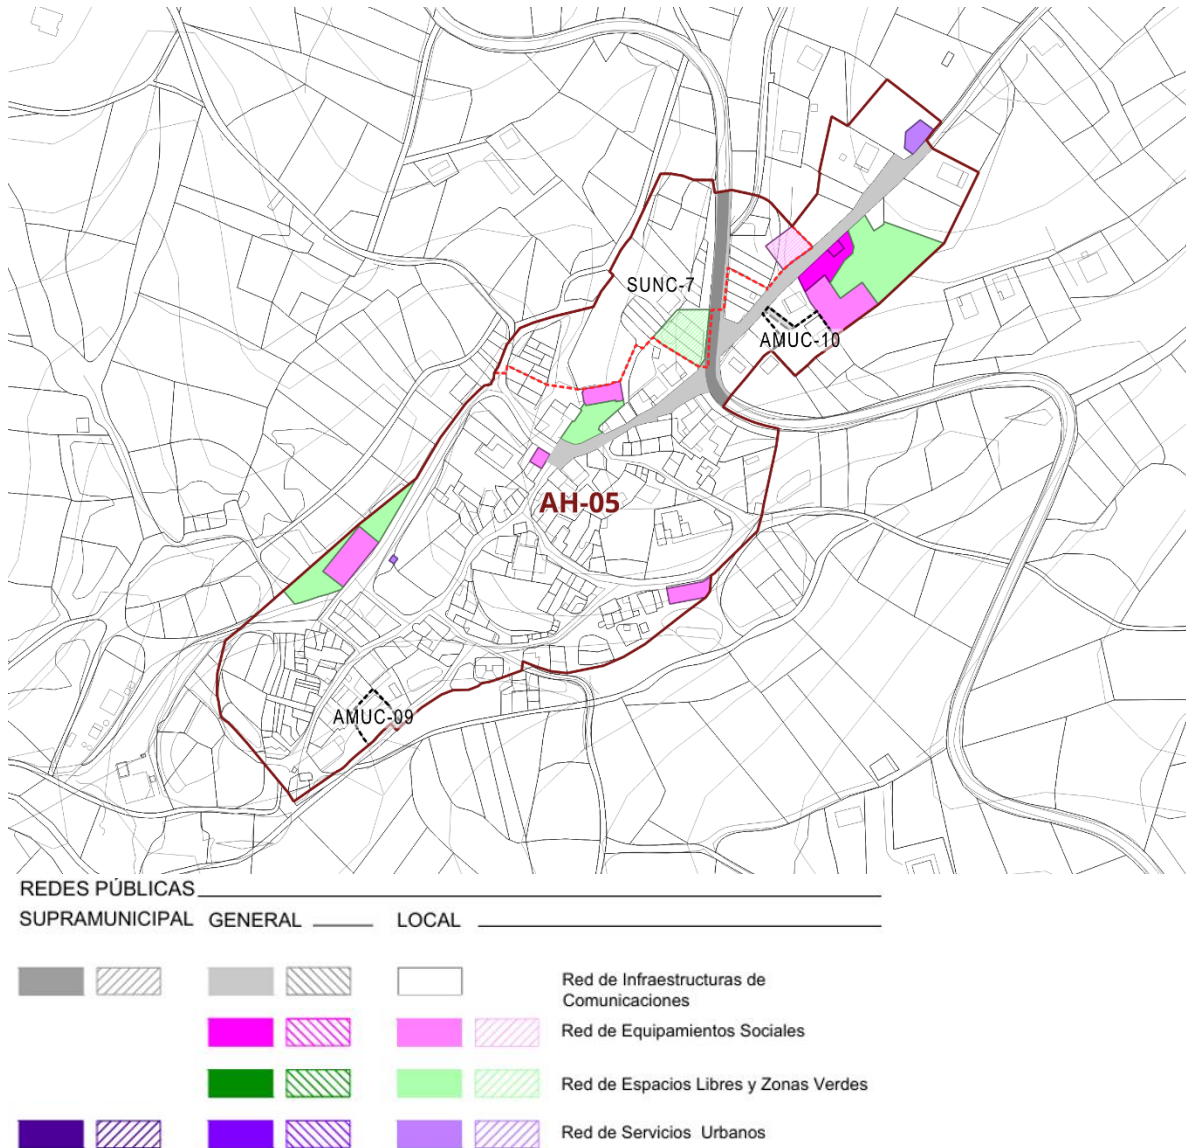 SUNC-7
AMUC-10
AH-05
AMUC-09
REDES PÚBLICAS
SUPRAMUNICIPAL GENERAL LOCAL
Red de Infraestructuras de
Comunicaciones
Red de Equipamientos Sociales
Red de Espacios Libres y Zonas Verdes
Red de Servicios Urbanos